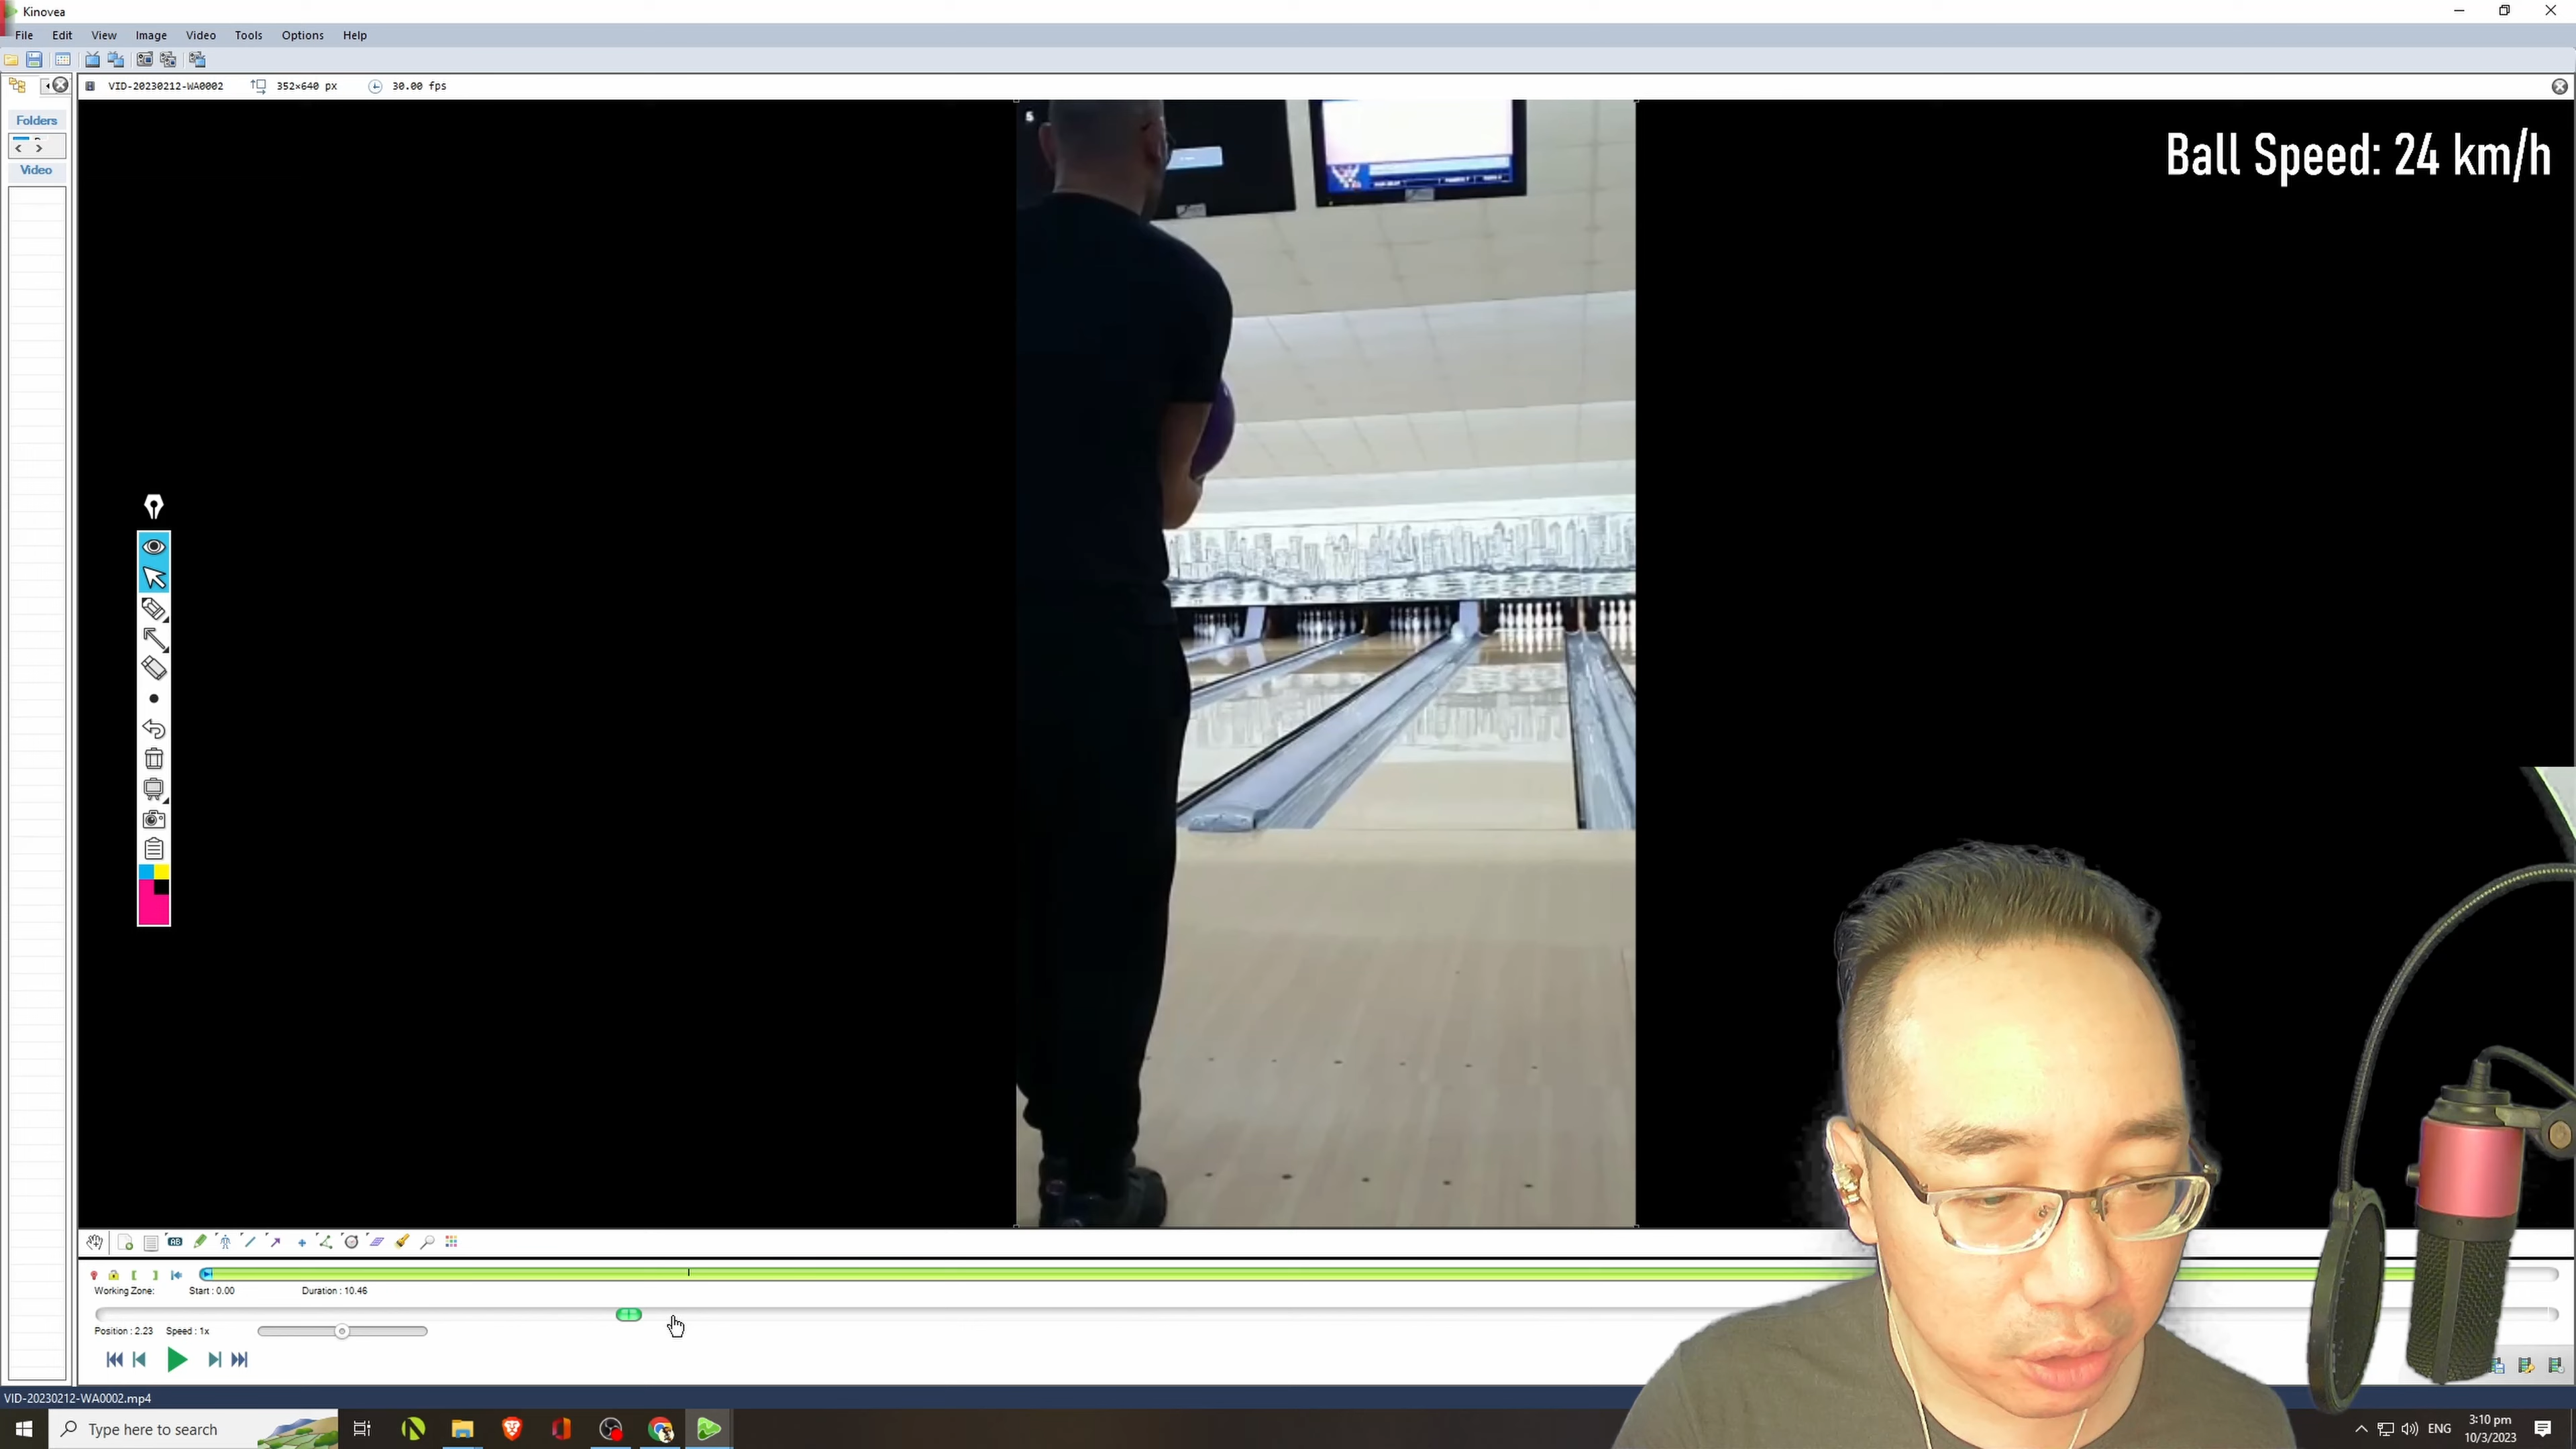 Kinovea
File Edit View Image Video Tools Options Help
VID-20230212-WA0002 352×640 px 30.00 fps
Folders
Video
Ball Speed: 24 km/h
5
AB
Working Zone: Start : 0.00 Duration : 10.46
Position : 2.23 Speed : 1x
VID-20230212-WA0002.mp4
Type here to search
ENG
3:10 pm
10/3/2023